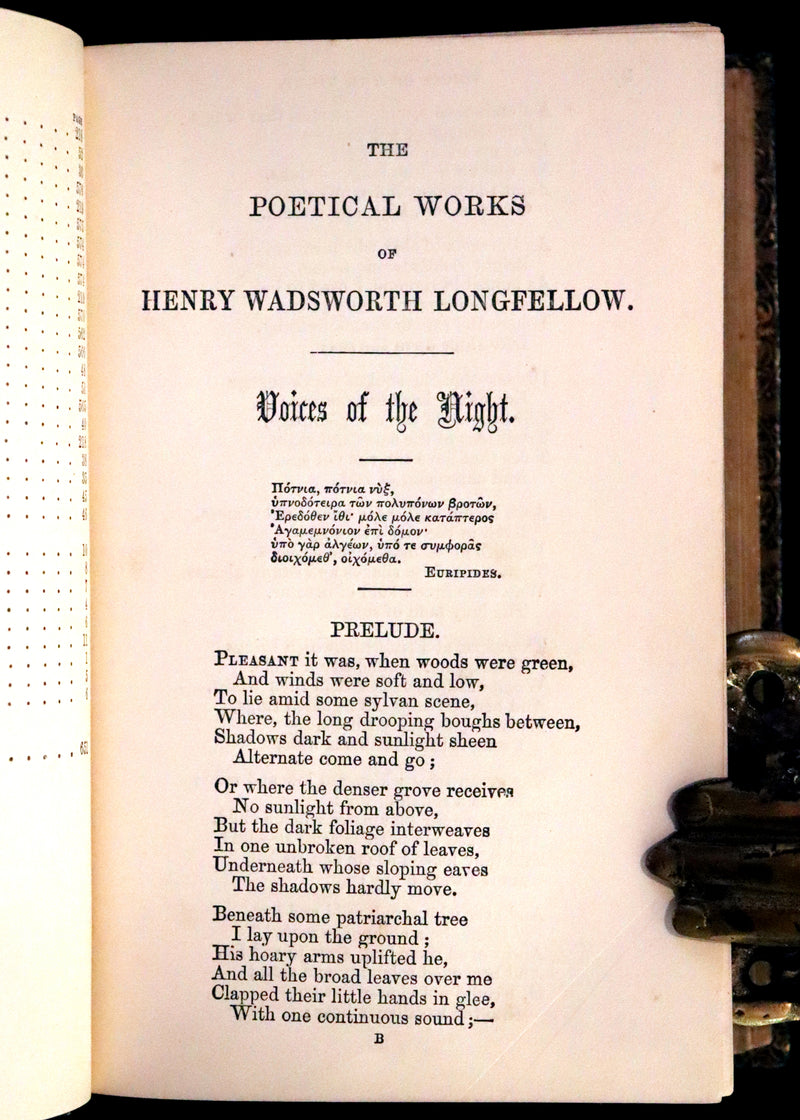 THE
POETICAL WORKS
OF
HENRY WADSWORTH LONGFELLOW.
Voices of the Night.
Πότνια, πότνια νὺξ,
ὑπνοδότειρα τῶν πολυπόνων βροτῶν,
Ἐρεδόθεν ἴθι· μόλε μόλε κατάπτερος
Ἀγαμεμνόνιον ἐπὶ δόμον·
ὑπὸ γὰρ ἀλγέων, ὑπό τε συμφορᾶς
διοιχόμεθ’, οἰχόμεθα.
EURIPIDES.
PRELUDE.
PLEASANT it was, when woods were green,
And winds were soft and low,
To lie amid some sylvan scene,
Where, the long drooping boughs between,
Shadows dark and sunlight sheen
Alternate come and go;
Or where the denser grove receives
No sunlight from above,
But the dark foliage interweaves
In one unbroken roof of leaves,
Underneath whose sloping eaves
The shadows hardly move.
Beneath some patriarchal tree
I lay upon the ground;
His hoary arms uplifted he,
And all the broad leaves over me
Clapped their little hands in glee,
With one continuous sound;—
B